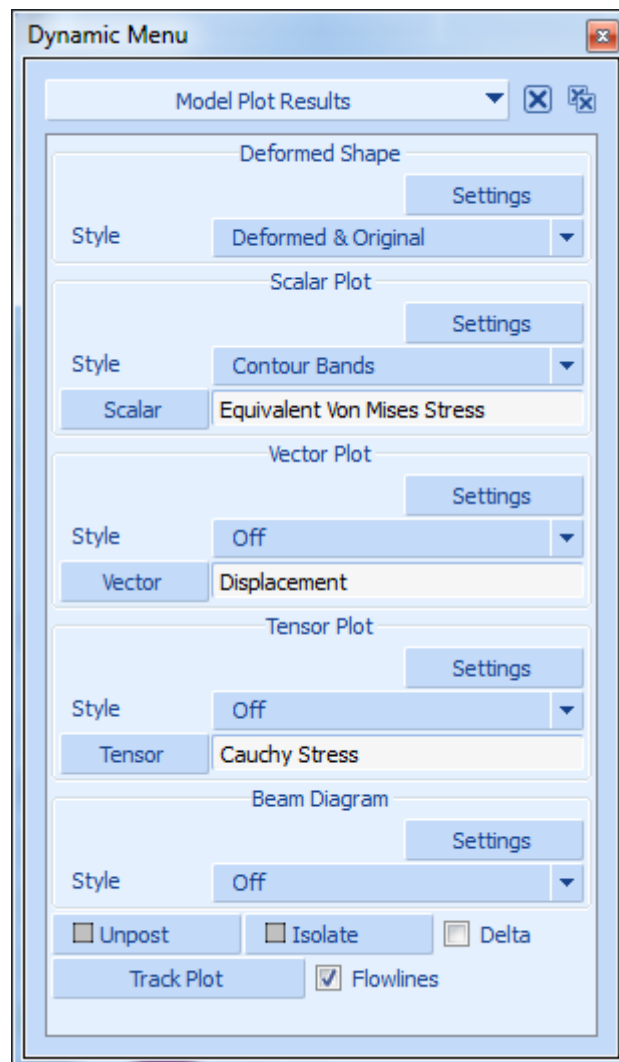 Dynamic Menu
Model Plot Results
Deformed Shape
Settings
Style Deformed & Original
Scalar Plot
Settings
Style Contour Bands
Scalar Equivalent Von Mises Stress
Vector Plot
Settings
Style Off
Vector Displacement
Tensor Plot
Settings
Style Off
Tensor Cauchy Stress
Beam Diagram
Settings
Style Off
Unpost Isolate Delta
Track Plot Flowlines